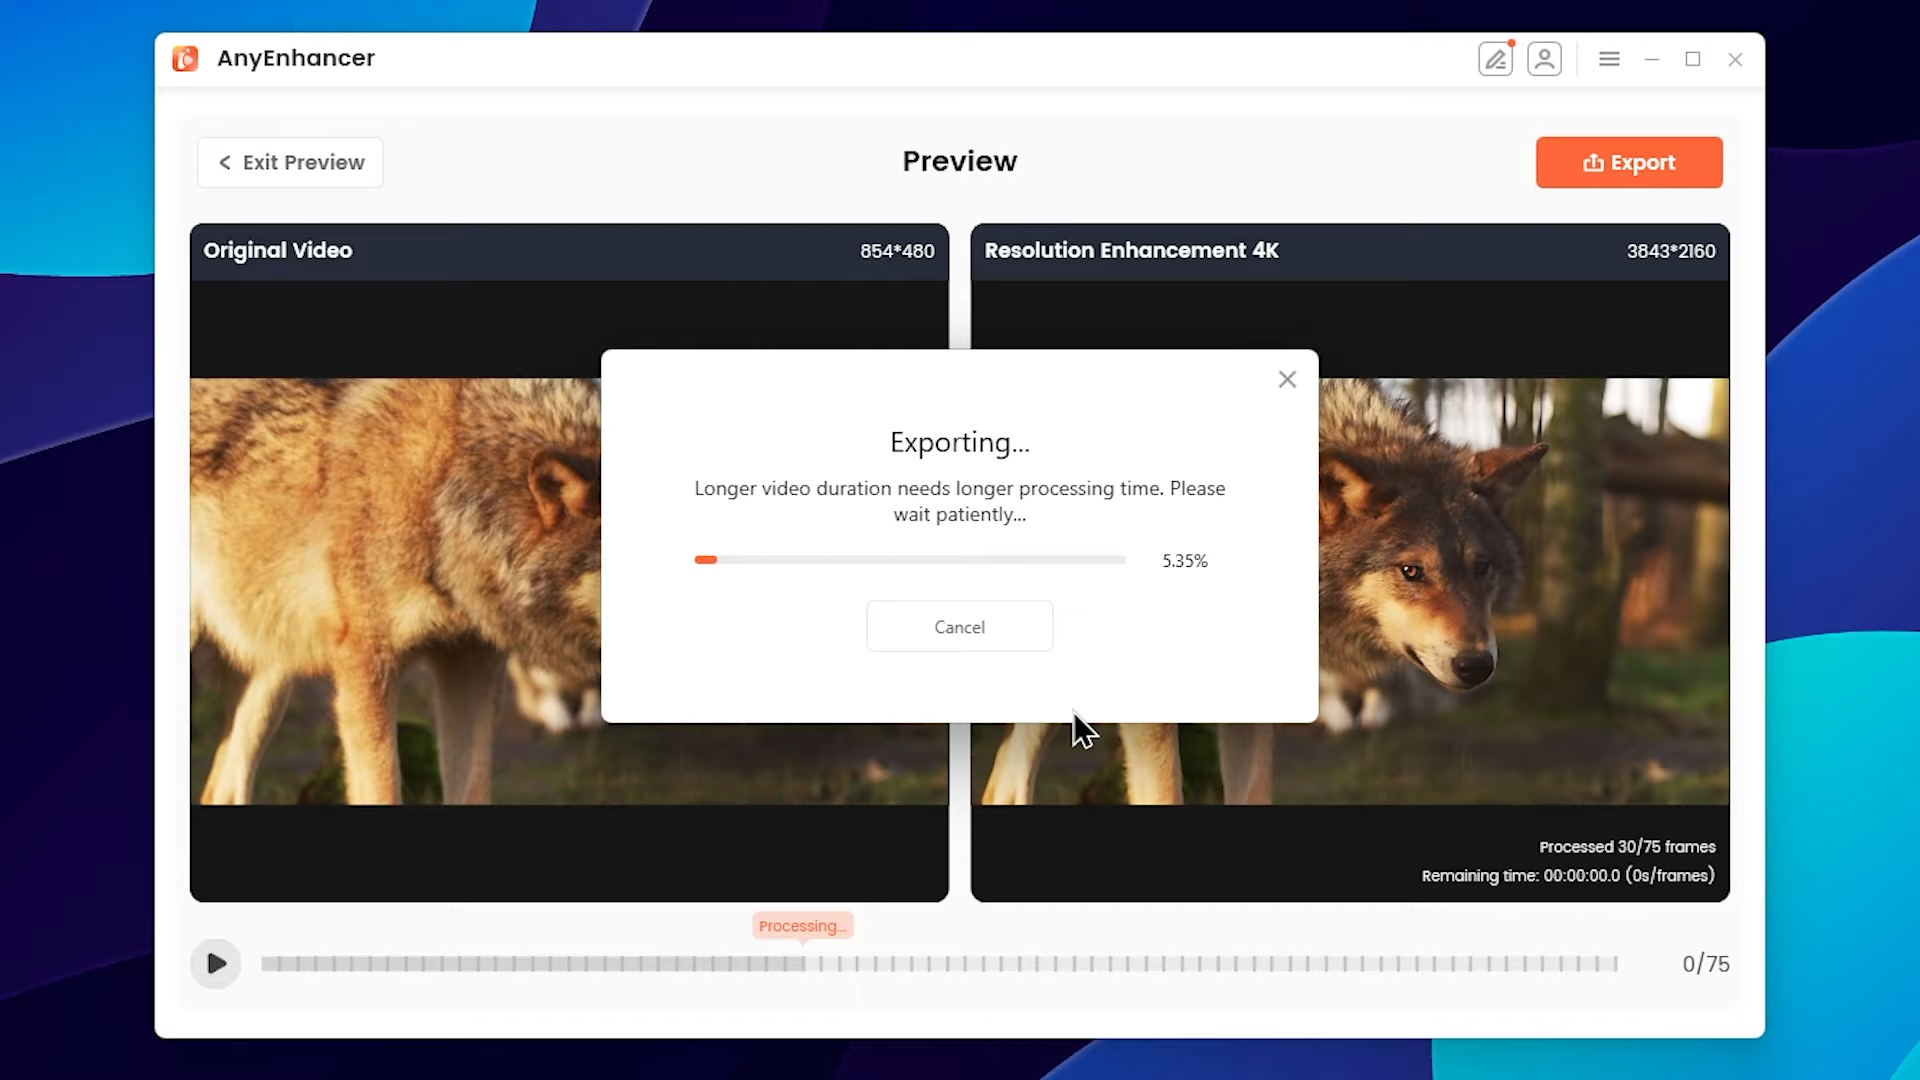 AnyEnhancer
Exit Preview
Preview
Export
Original Video
854*480
Resolution Enhancement 4K
3843*2160
Exporting...
Longer video duration needs longer processing time. Please
wait patiently...
5.35%
Cancel
Processed 30/75 frames
Remaining time: 00:00:00.0 (0s/frames)
Processing...
0/75